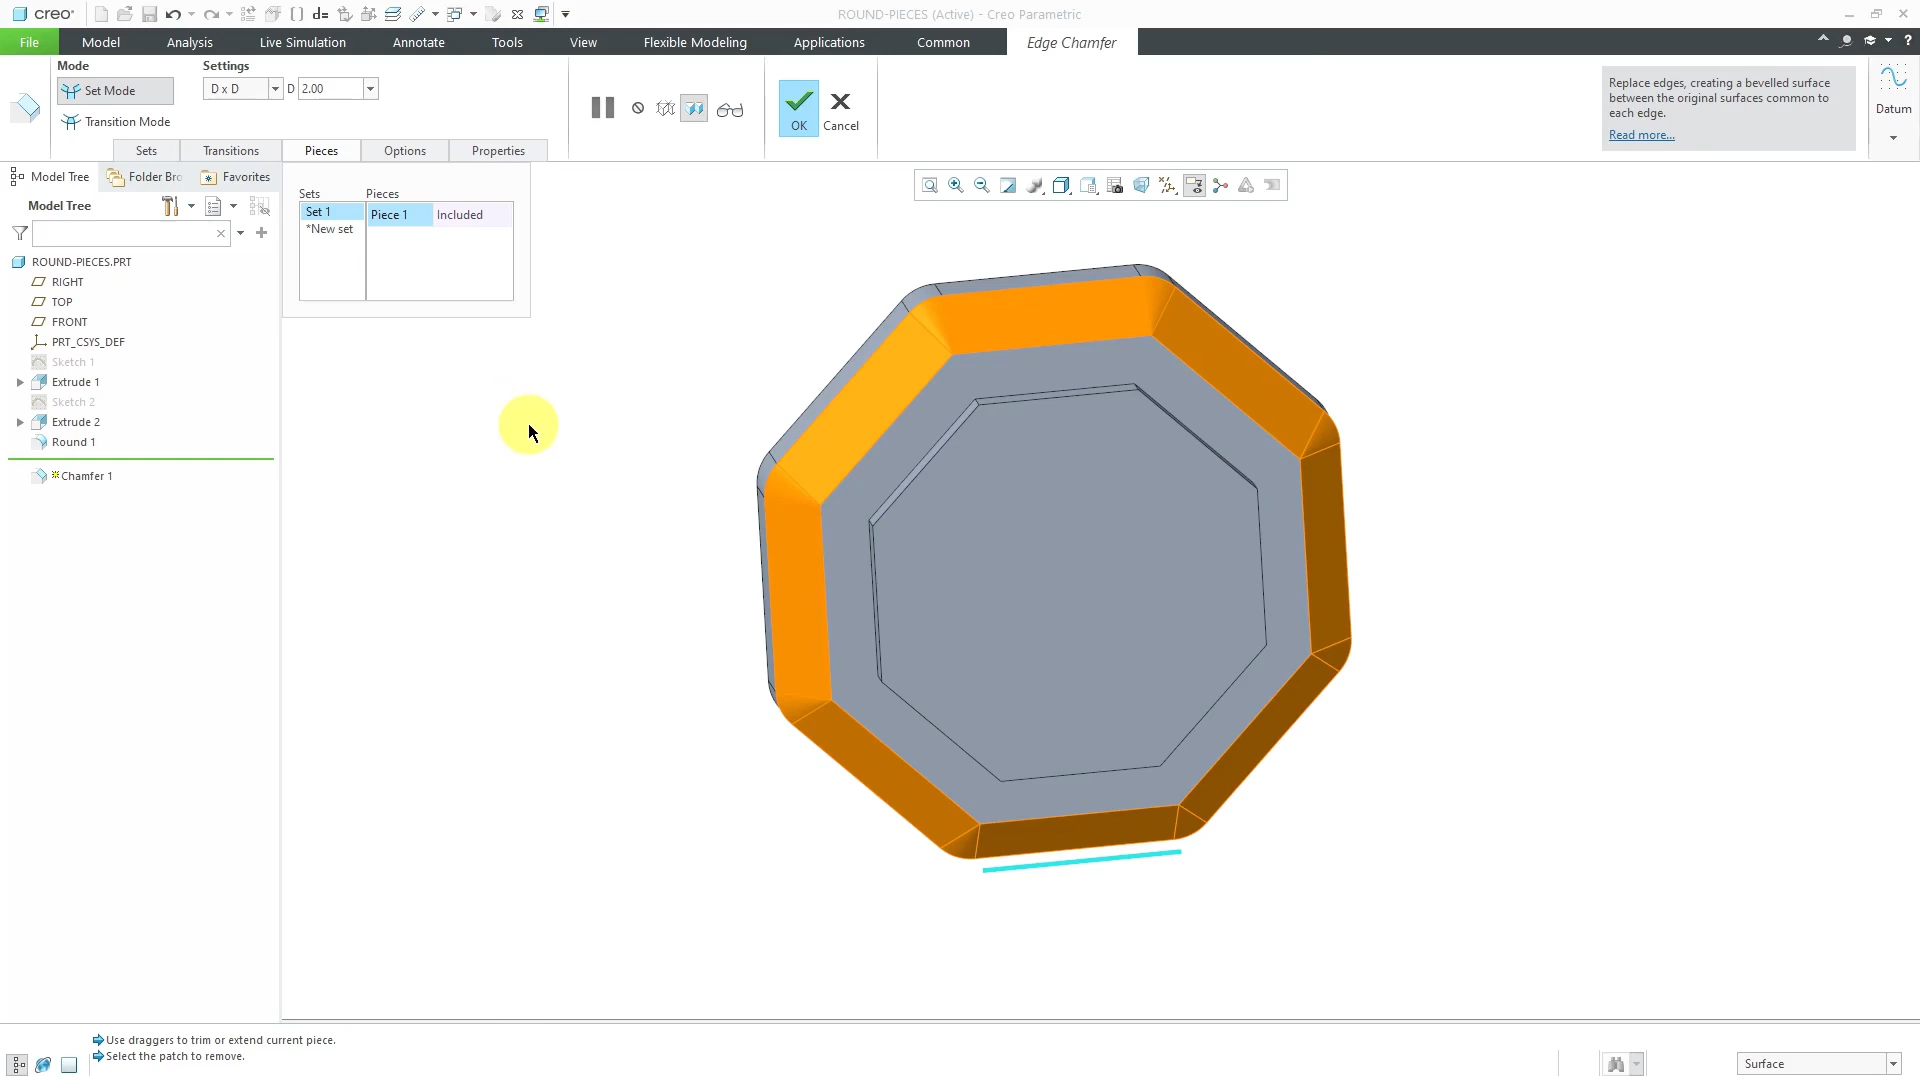 creo
ROUND-PIECES (Active) - Creo Parametric
File
Model
Analysis
Live Simulation
Annotate
Tools
View
Flexible Modeling
Applications
Common
Edge Chamfer
Mode
Settings
Set Mode
D x D
D
2.00
Transition Mode
OK
Cancel
Replace edges, creating a bevelled surface
between the original surfaces common to
each edge.
Read more...
Datum
Sets
Transitions
Pieces
Options
Properties
Model Tree
Folder Bro
Favorites
Model Tree
Sets
Pieces
Set 1
Piece 1
Included
*New set
ROUND-PIECES.PRT
RIGHT
TOP
FRONT
PRT_CSYS_DEF
Sketch 1
Extrude 1
Sketch 2
Extrude 2
Round 1
Chamfer 1
Use draggers to trim or extend current piece.
Select the patch to remove.
Surface